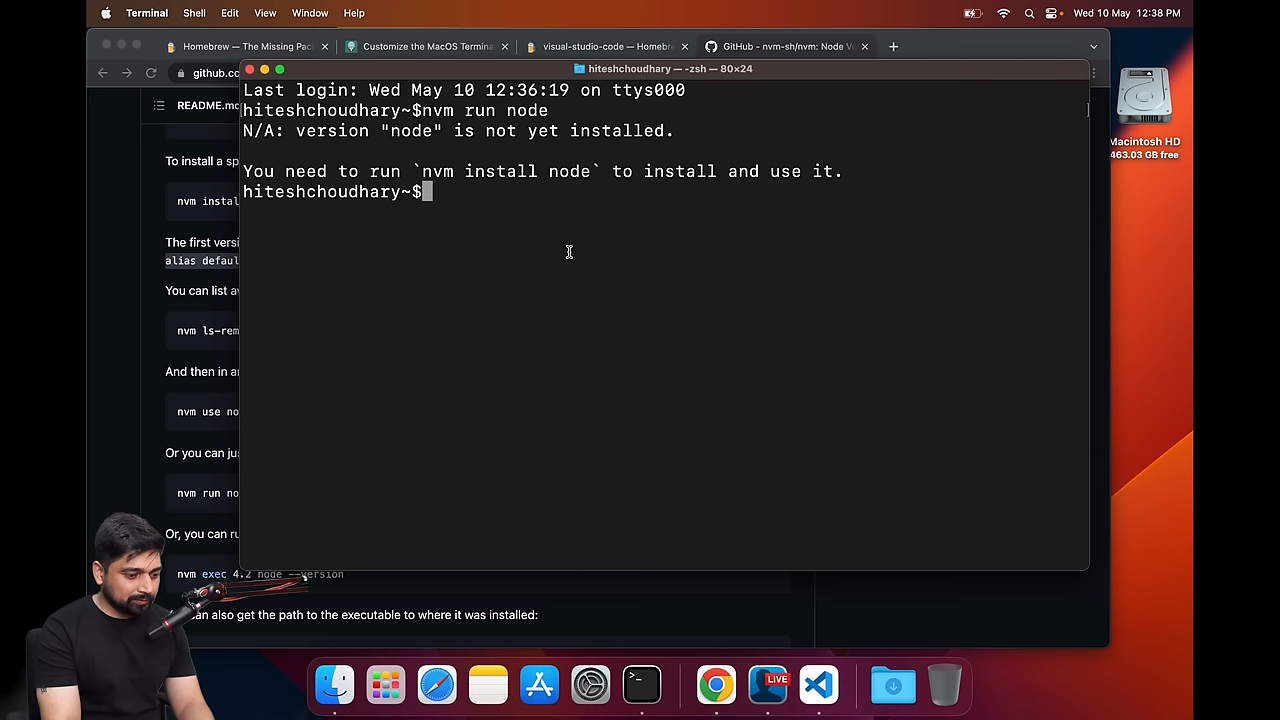 Terminal Shell Edit View Window Help Wed 10 May 12:38 PM
Homebrew — The Missing Pac Customize the MacOS Termina visual-studio-code — Homebre GitHub - nvm-sh/nvm: Node V
github.co
hiteshchoudhary — -zsh — 80×24
Last login: Wed May 10 12:36:19 on ttys000
hiteshchoudhary~$nvm run node
N/A: version "node" is not yet installed.
You need to run `nvm install node` to install and use it.
hiteshchoudhary~$
README.md
To install a sp
nvm instal
The first versi
alias defaul
You can list av
nvm ls-rem
And then in an
nvm use no
Or you can jus
nvm run no
Or, you can ru
nvm exec 4.2 node --version
an also get the path to the executable to where it was installed:
Macintosh HD
463.03 GB free
LIVE